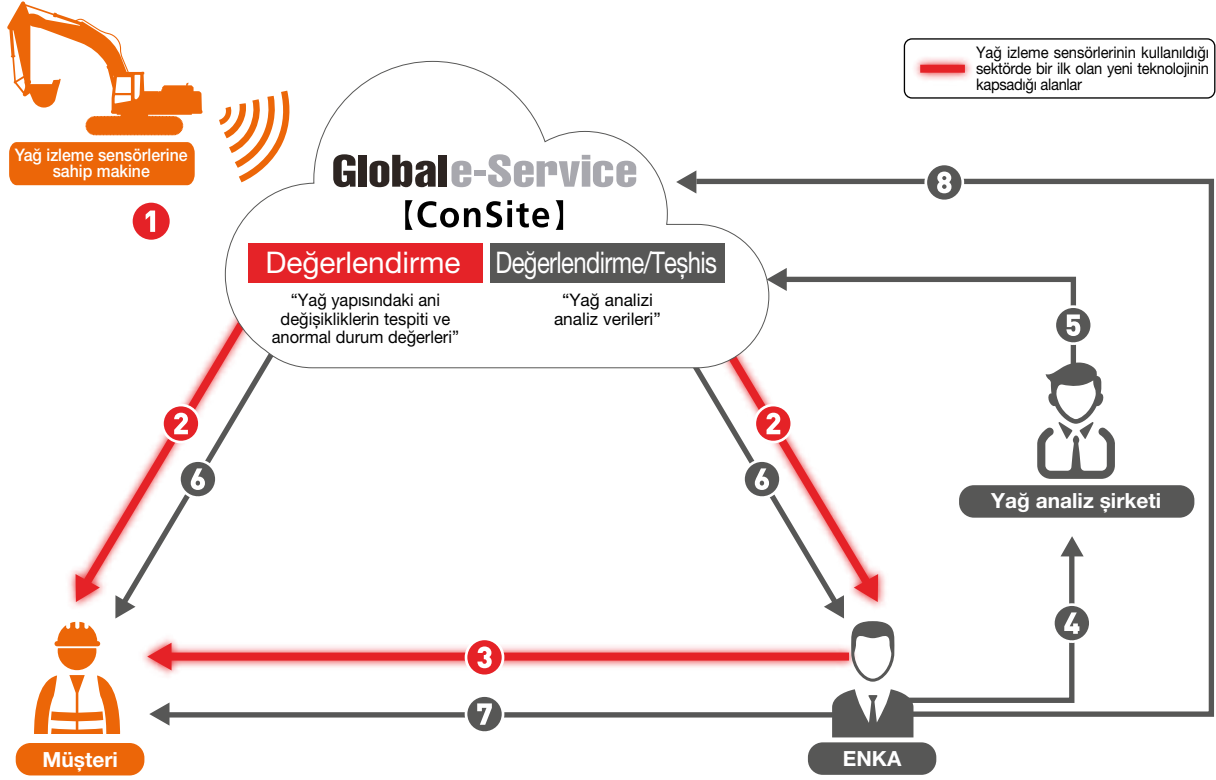 Yağ izleme sensörlerinin kullanıldığı
sektörde bir ilk olan yeni teknolojinin
kapsadığı alanlar
Yağ izleme sensörlerine
sahip makine
1
Global e-Service
【ConSite】
Değerlendirme
Değerlendirme/Teşhis
“Yağ yapısındaki ani
değişikliklerin tespiti ve
anormal durum değerleri”
“Yağ analizi
analiz verileri”
8
5
2
2
6
6
Yağ analiz şirketi
4
3
7
Müşteri
ENKA